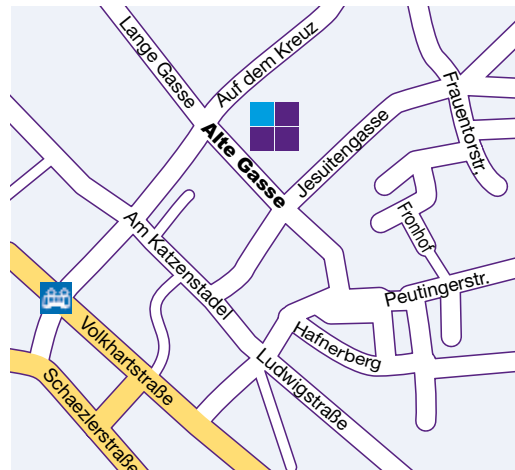 Lange Gasse
Auf dem Kreuz
Frauentorstr.
Alte Gasse
Jesuitengasse
Am Katzenstadel
Fronhof
Peutingerstr.
Volkhartstraße
Hafnerberg
Ludwigstraße
Schaezlerstraße